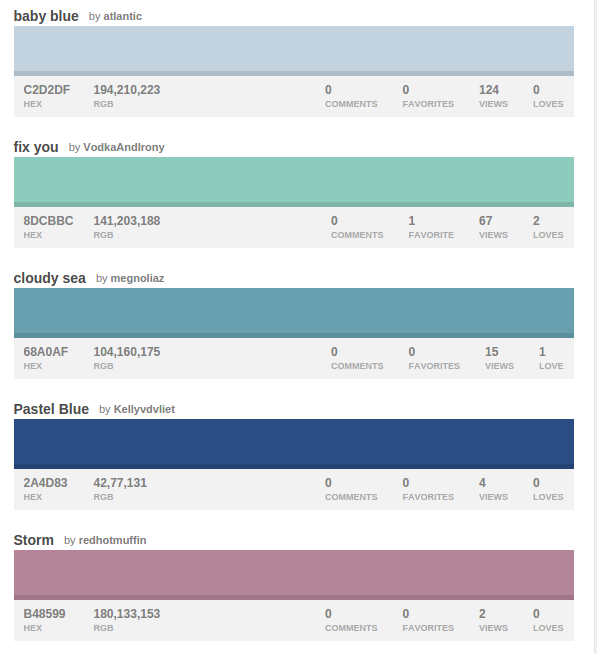 baby blue by atlantic
C2D2DF 194,210,223 0 0 124 0
HEX RGB COMMENTS FAVORITES VIEWS LOVES
fix you by VodkaAndIrony
8DCBBC 141,203,188 0 1 67 2
HEX RGB COMMENTS FAVORITE VIEWS LOVES
cloudy sea by megnoliaz
68A0AF 104,160,175 0 0 15 1
HEX RGB COMMENTS FAVORITES VIEWS LOVE
Pastel Blue by Kellyvdvliet
2A4D83 42,77,131 0 0 4 0
HEX RGB COMMENTS FAVORITES VIEWS LOVES
Storm by redhotmuffin
B48599 180,133,153 0 0 2 0
HEX RGB COMMENTS FAVORITES VIEWS LOVES